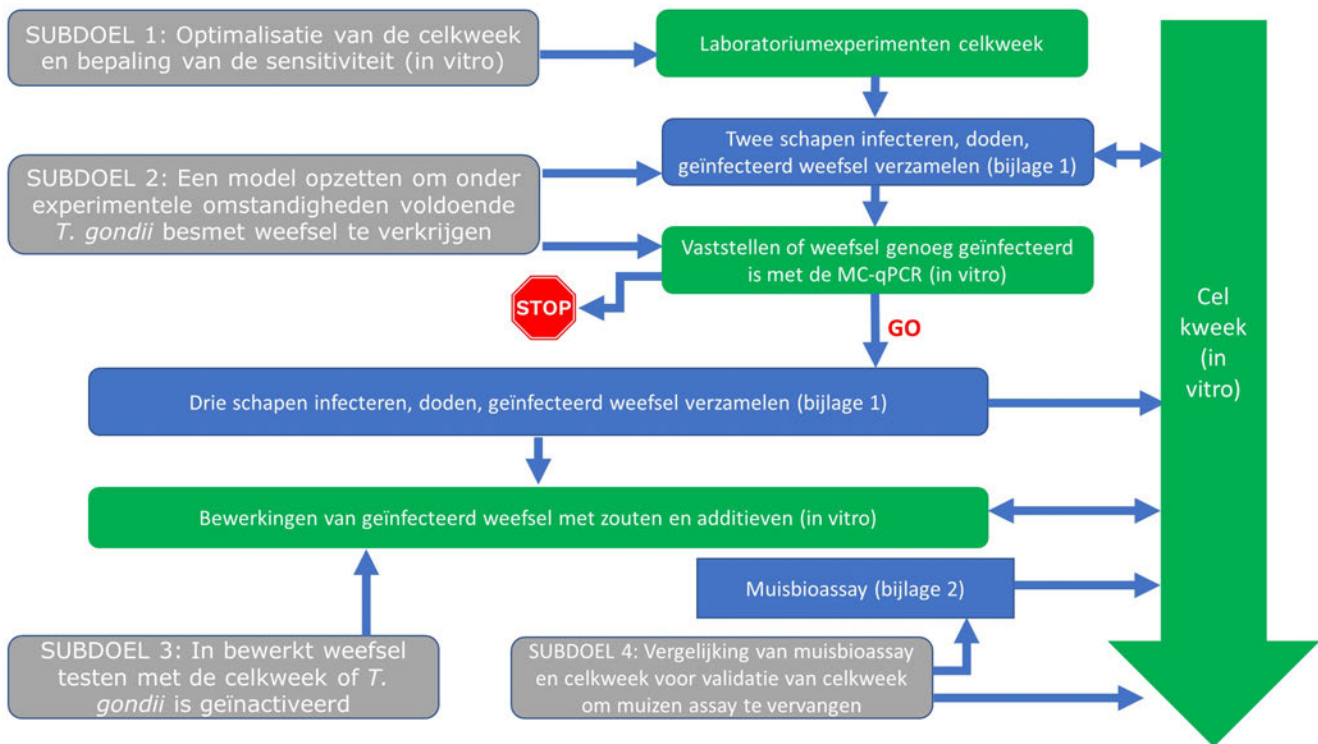 SUBDOEL 1: Optimalisatie van de celkweek
en bepaling van de sensitiviteit (in vitro)
Laboratoriumexperimenten celkweek
Twee schapen infecteren, doden,
geïnfecteerd weefsel verzamelen (bijlage 1)
SUBDOEL 2: Een model opzetten om onder
experimentele omstandigheden voldoende
T. gondii besmet weefsel te verkrijgen
Vaststellen of weefsel genoeg geïnfecteerd
is met de MC-qPCR (in vitro)
STOP
GO
Cel
kweek
(in
vitro)
Drie schapen infecteren, doden, geïnfecteerd weefsel verzamelen (bijlage 1)
Bewerkingen van geïnfecteerd weefsel met zouten en additieven (in vitro)
Muisbioassay (bijlage 2)
SUBDOEL 3: In bewerkt weefsel
testen met de celkweek of T.
gondii is geïnactiveerd
SUBDOEL 4: Vergelijking van muisbioassay
en celkweek voor validatie van celkweek
om muizen assay te vervangen